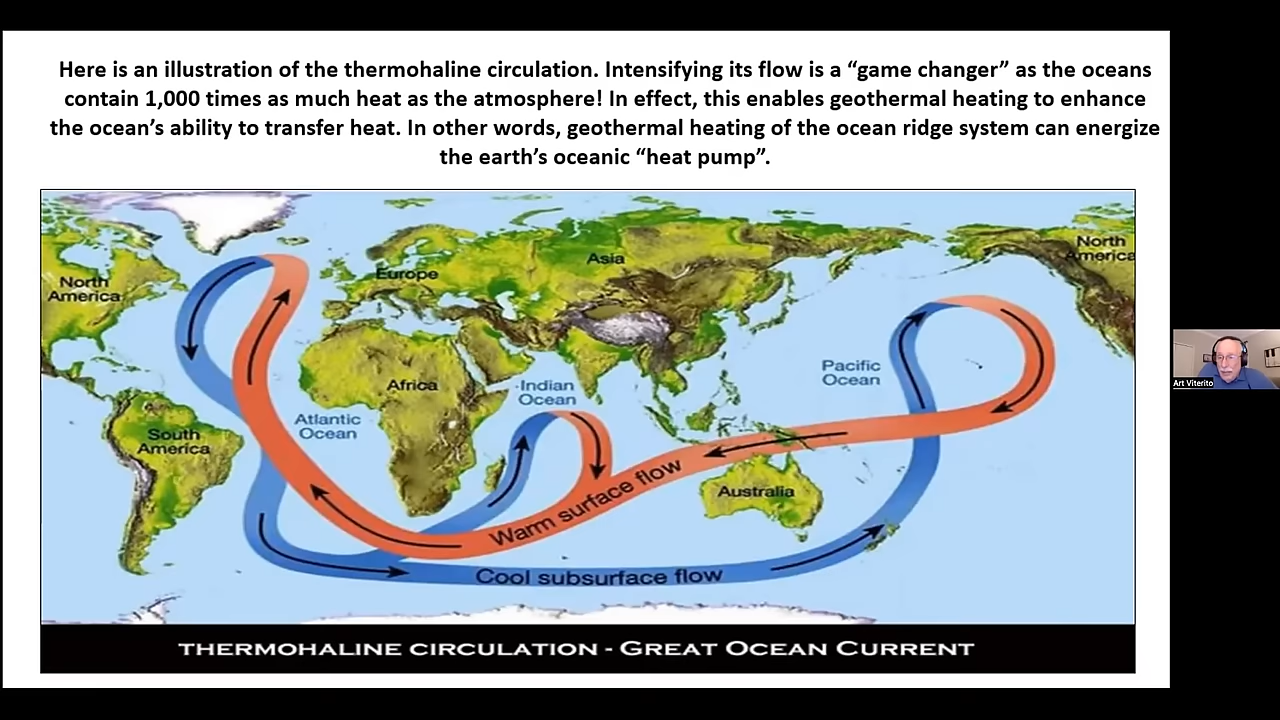 Here is an illustration of the thermohaline circulation. Intensifying its flow is a “game changer” as the oceans
contain 1,000 times as much heat as the atmosphere! In effect, this enables geothermal heating to enhance
the ocean’s ability to transfer heat. In other words, geothermal heating of the ocean ridge system can energize
the earth’s oceanic “heat pump”.
North
America
Europe
Asia
North
America
Pacific
Ocean
Africa
Indian
Ocean
Atlantic
Ocean
South
America
Australia
Warm surface flow
Cool subsurface flow
THERMOHALINE CIRCULATION - GREAT OCEAN CURRENT
Art Viterito